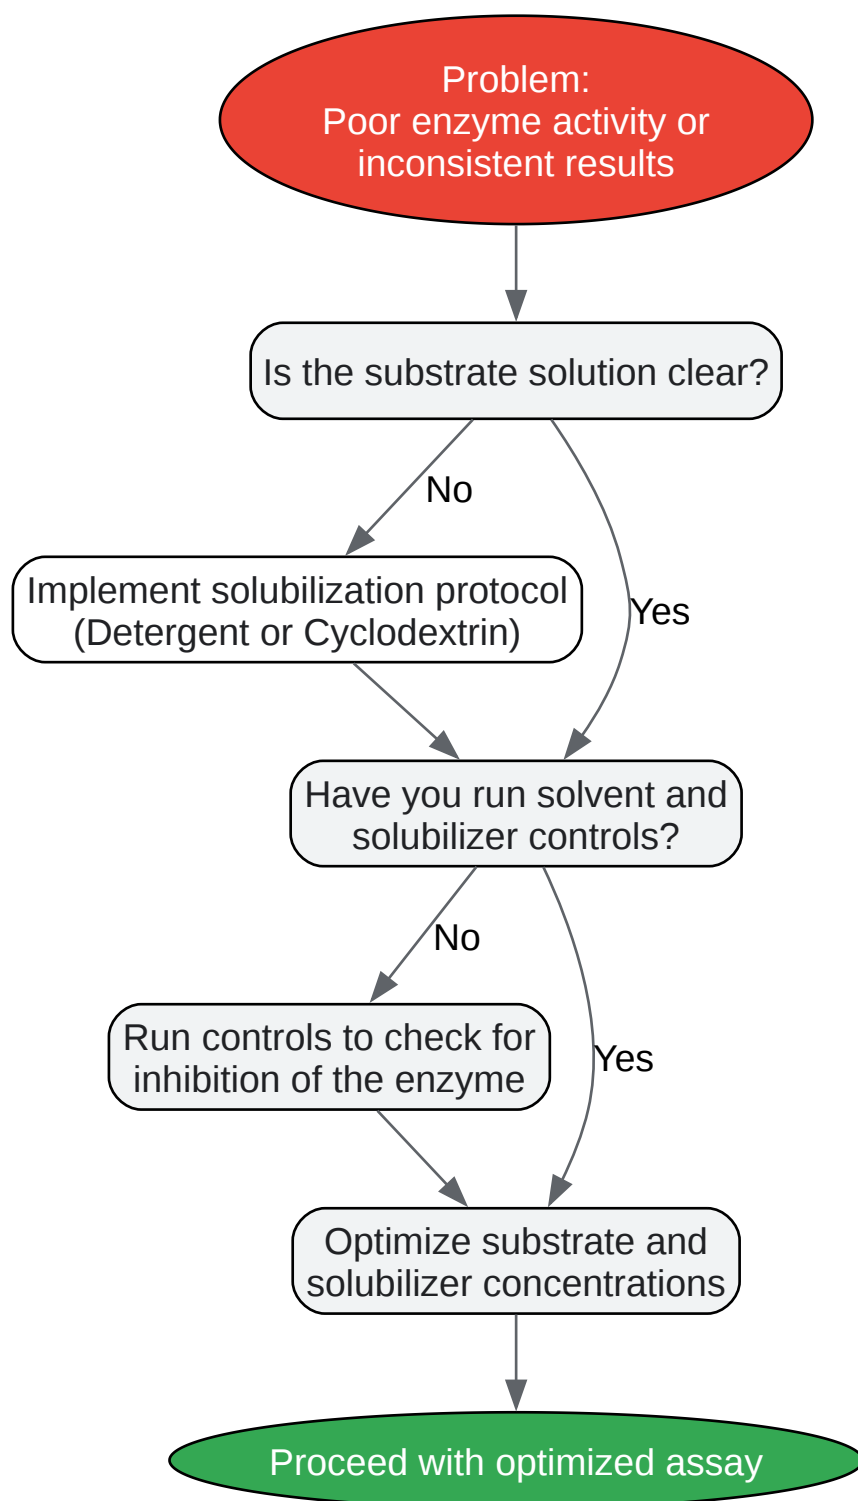 Problem:
Poor enzyme activity or
inconsistent results
Is the substrate solution clear?
No
Implement solubilization protocol
(Detergent or Cyclodextrin)
Yes
Have you run solvent and
solubilizer controls?
No
Run controls to check for
inhibition of the enzyme
Yes
Optimize substrate and
solubilizer concentrations
Proceed with optimized assay